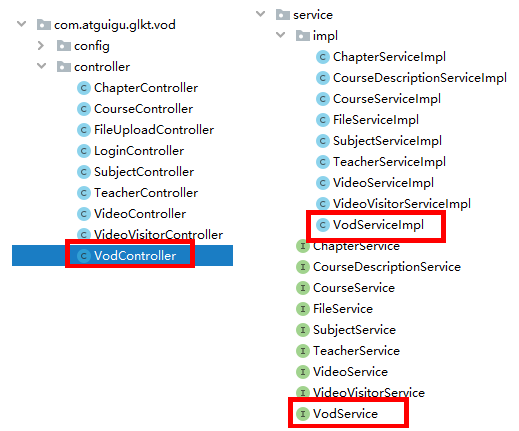 com.atguigu.glkt.vod
config
controller
ChapterController
CourseController
FileUploadController
LoginController
SubjectController
TeacherController
VideoController
VideoVisitorController
VodController
service
impl
ChapterServiceImpl
CourseDescriptionServiceImpl
CourseServiceImpl
FileServiceImpl
SubjectServiceImpl
TeacherServiceImpl
VideoServiceImpl
VideoVisitorServiceImpl
VodServiceImpl
ChapterService
CourseDescriptionService
CourseService
FileService
SubjectService
TeacherService
VideoService
VideoVisitorService
VodService